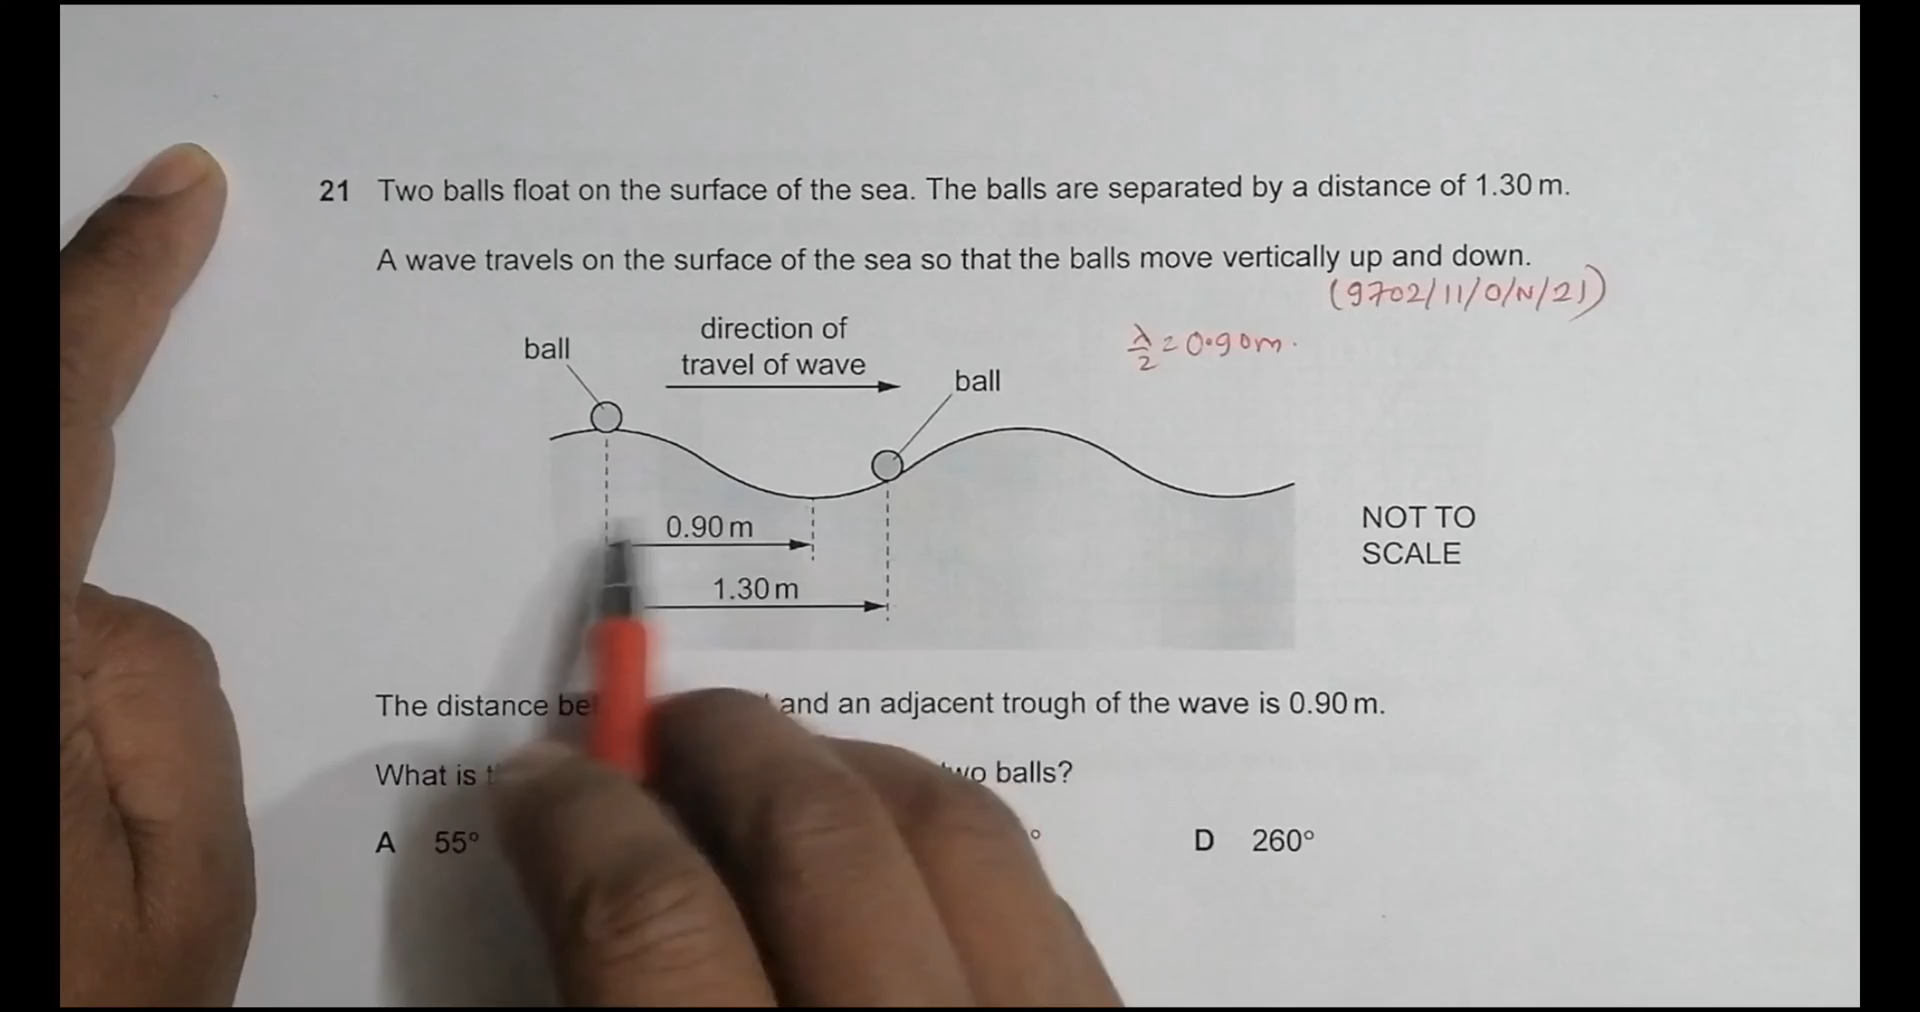 21 Two balls float on the surface of the sea. The balls are separated by a distance of 1.30 m.
A wave travels on the surface of the sea so that the balls move vertically up and down.
(9702/11/O/N/21)
direction of
travel of wave
ball
ball
λ/2 = 0.90m.
0.90 m
1.30 m
NOT TO
SCALE
The distance and an adjacent trough of the wave is 0.90 m.
What is balls?
A 55° ° D 260°